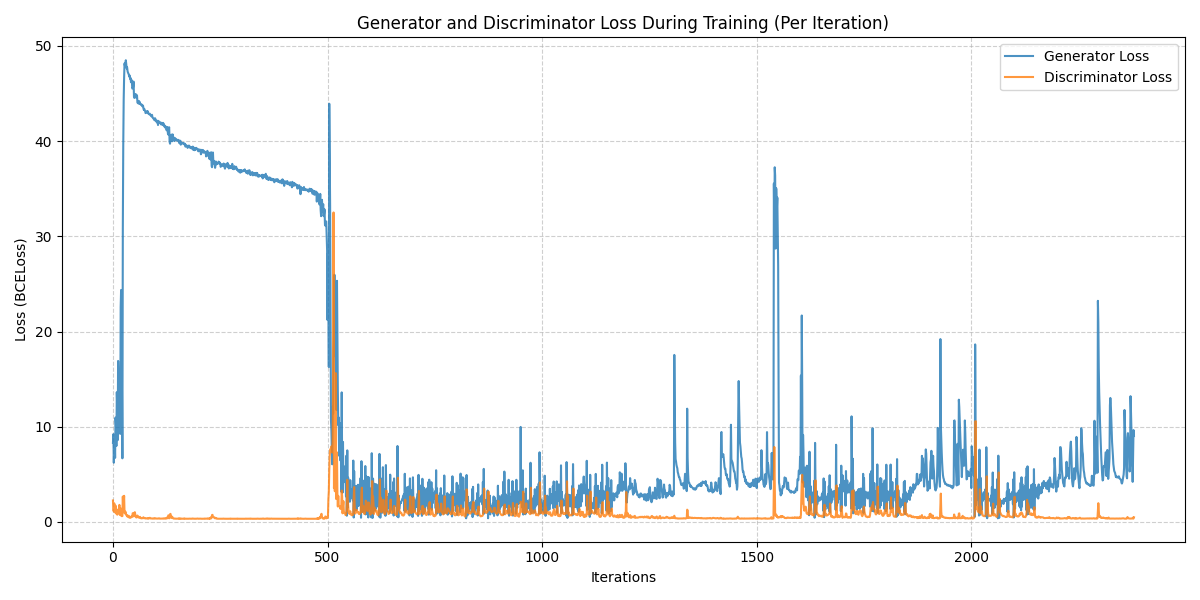 Generator and Discriminator Loss During Training (Per Iteration)
Generator Loss
Discriminator Loss
Loss (BCELoss)
50
40
30
20
10
0
0 500 1000 1500 2000
Iterations